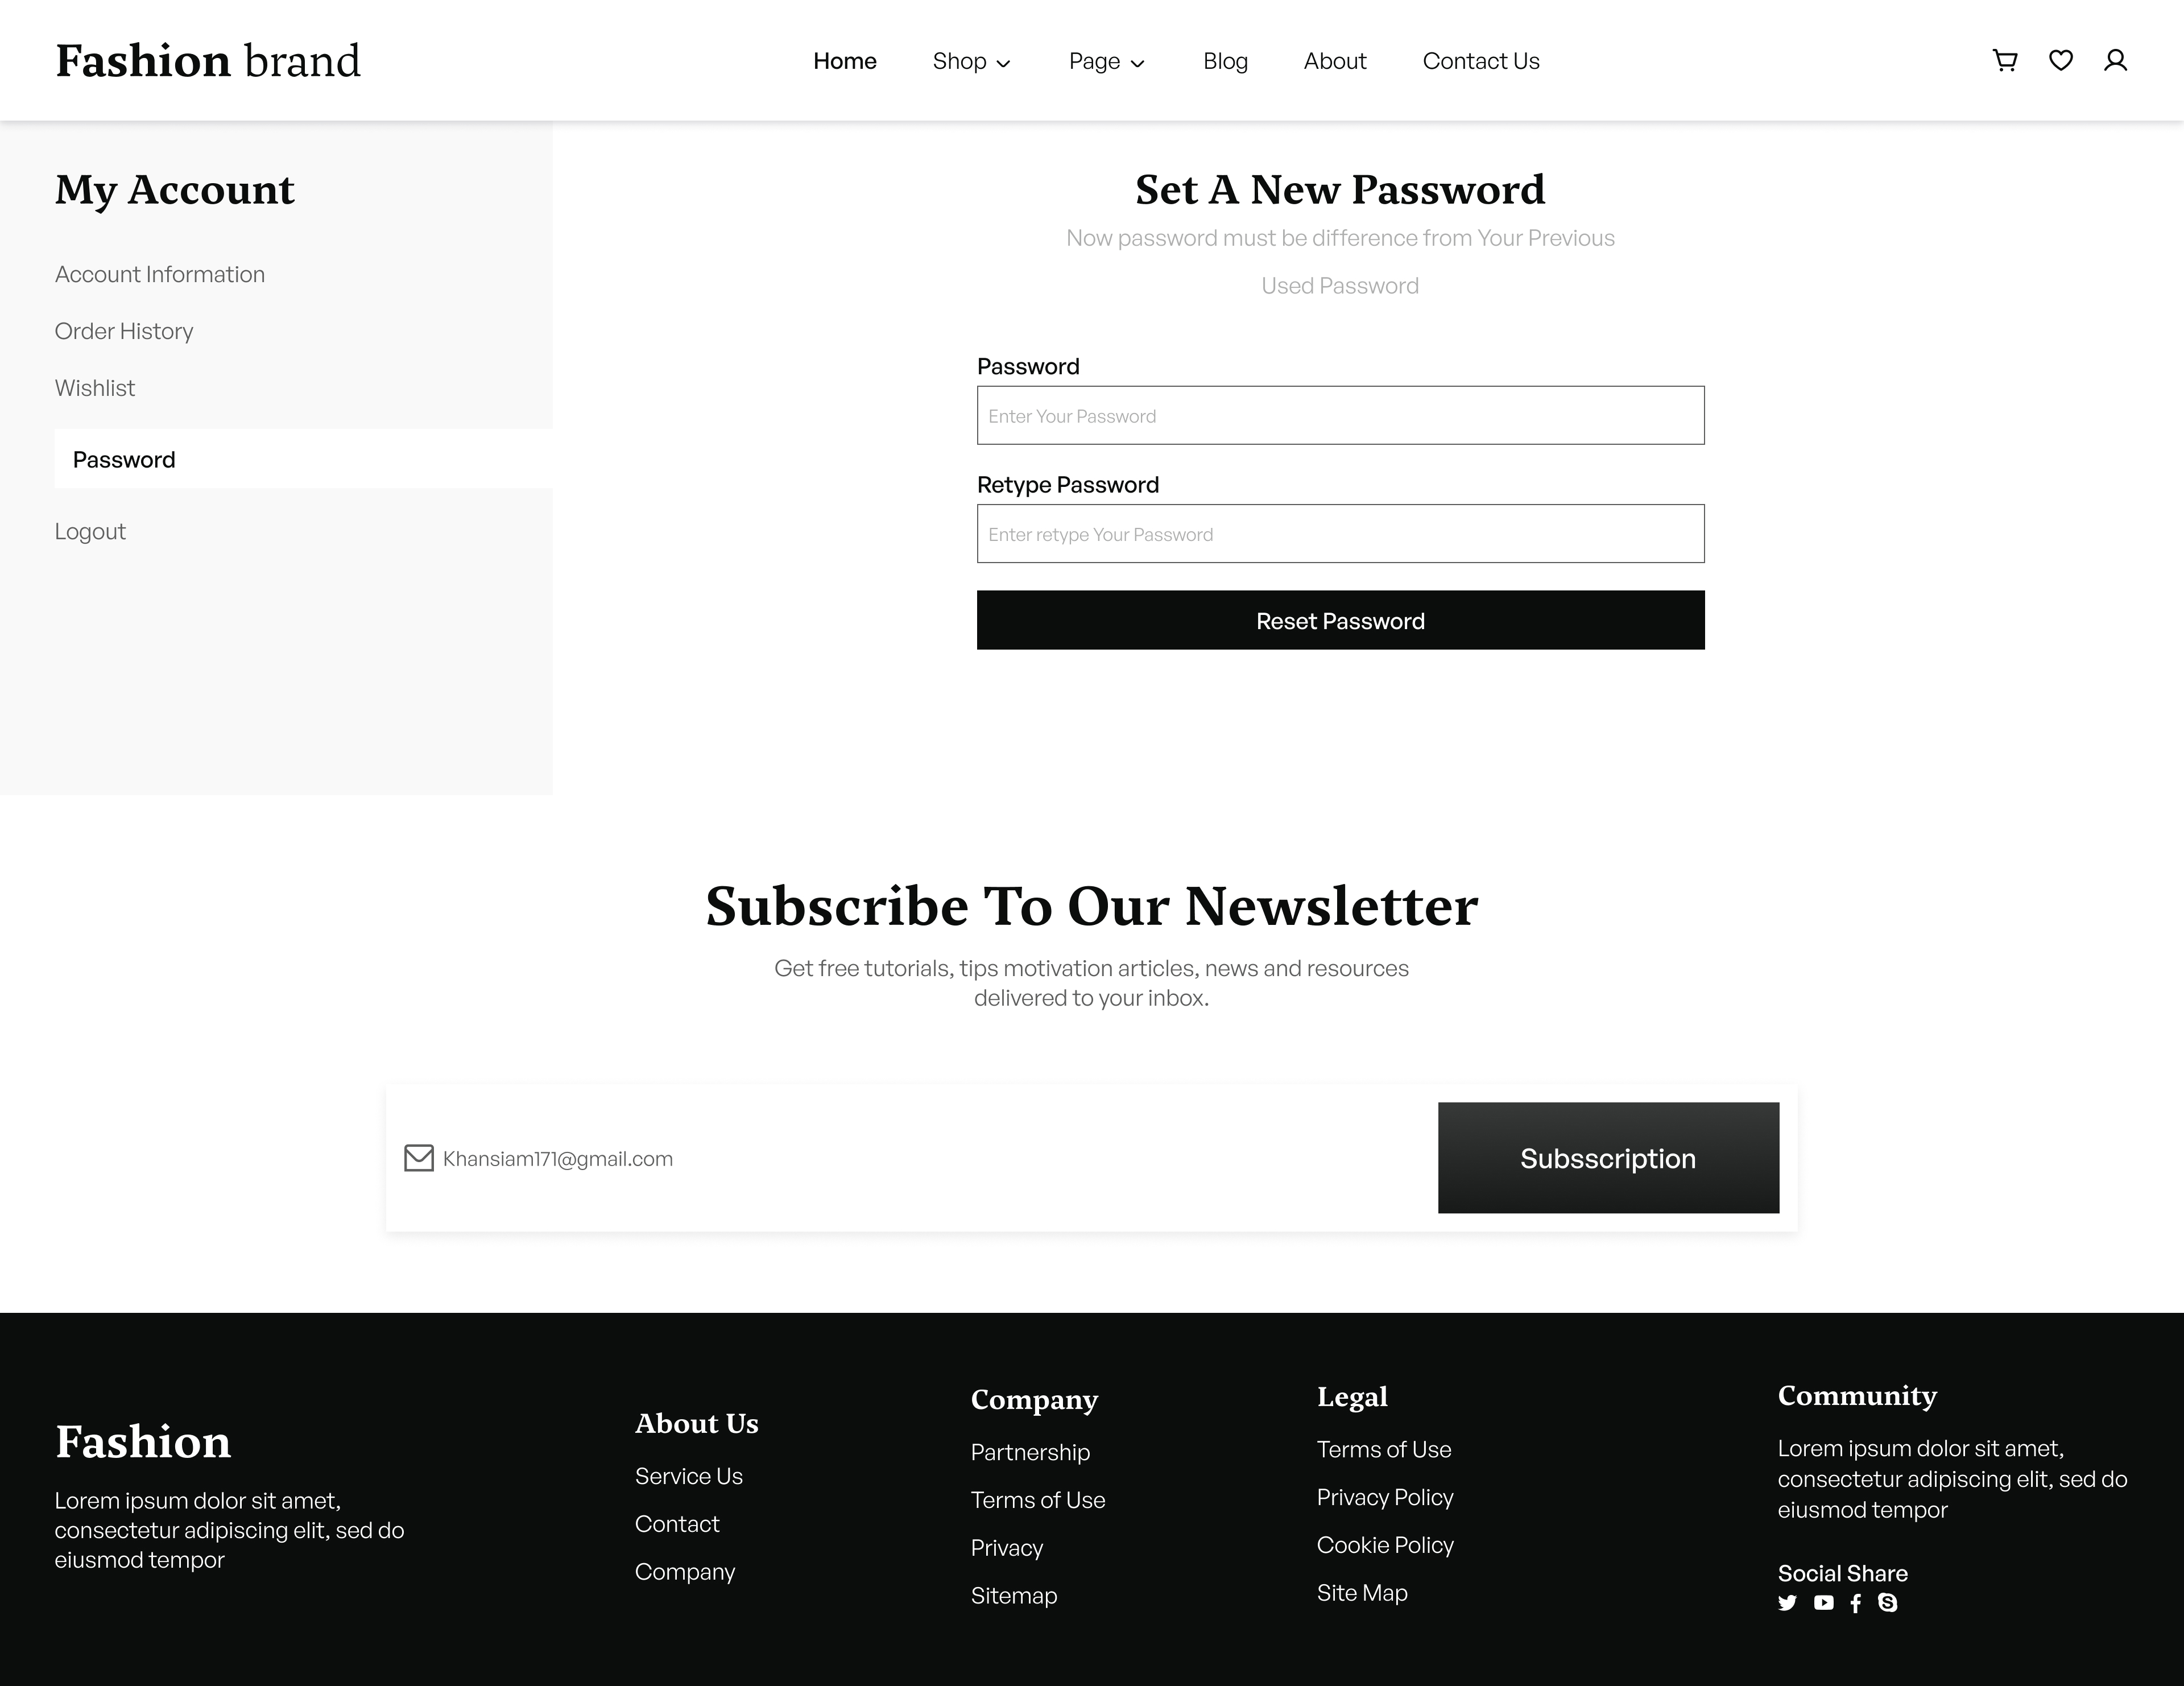 Fashion brand
Home Shop Page Blog About Contact Us
My Account
Account Information
Order History
Wishlist
Password
Logout
Set A New Password
Now password must be difference from Your Previous
Used Password
Password
Enter Your Password
Retype Password
Enter retype Your Password
Reset Password
Subscribe To Our Newsletter
Get free tutorials, tips motivation articles, news and resources
delivered to your inbox.
Khansiam171@gmail.com
Subsscription
Fashion
Lorem ipsum dolor sit amet,
consectetur adipiscing elit, sed do
eiusmod tempor
About Us
Service Us
Contact
Company
Company
Partnership
Terms of Use
Privacy
Sitemap
Legal
Terms of Use
Privacy Policy
Cookie Policy
Site Map
Community
Lorem ipsum dolor sit amet,
consectetur adipiscing elit, sed do
eiusmod tempor
Social Share